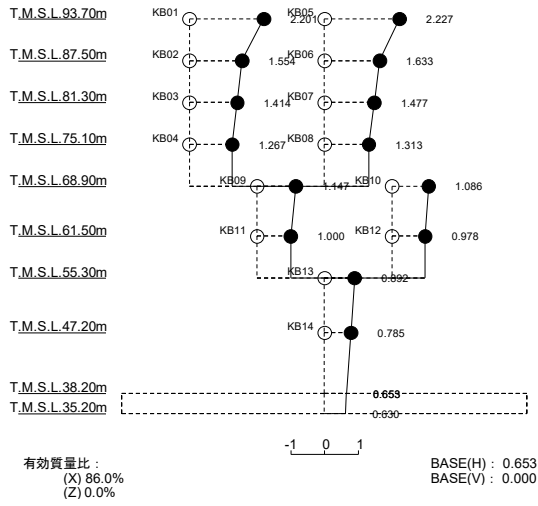 T.M.S.L.93.70m KB01 2.201 KB05 2.227
T.M.S.L.87.50m KB02 1.554 KB06 1.633
T.M.S.L.81.30m KB03 1.414 KB07 1.477
T.M.S.L.75.10m KB04 1.267 KB08 1.313
T.M.S.L.68.90m KB09 1.147 KB10 1.086
T.M.S.L.61.50m KB11 1.000 KB12 0.978
T.M.S.L.55.30m KB13 0.892
T.M.S.L.47.20m KB14 0.785
T.M.S.L.38.20m 0.653
T.M.S.L.35.20m 0.630
-1 0 1
有効質量比 :
(X) 86.0%
(Z) 0.0%
BASE(H) : 0.653
BASE(V) : 0.000